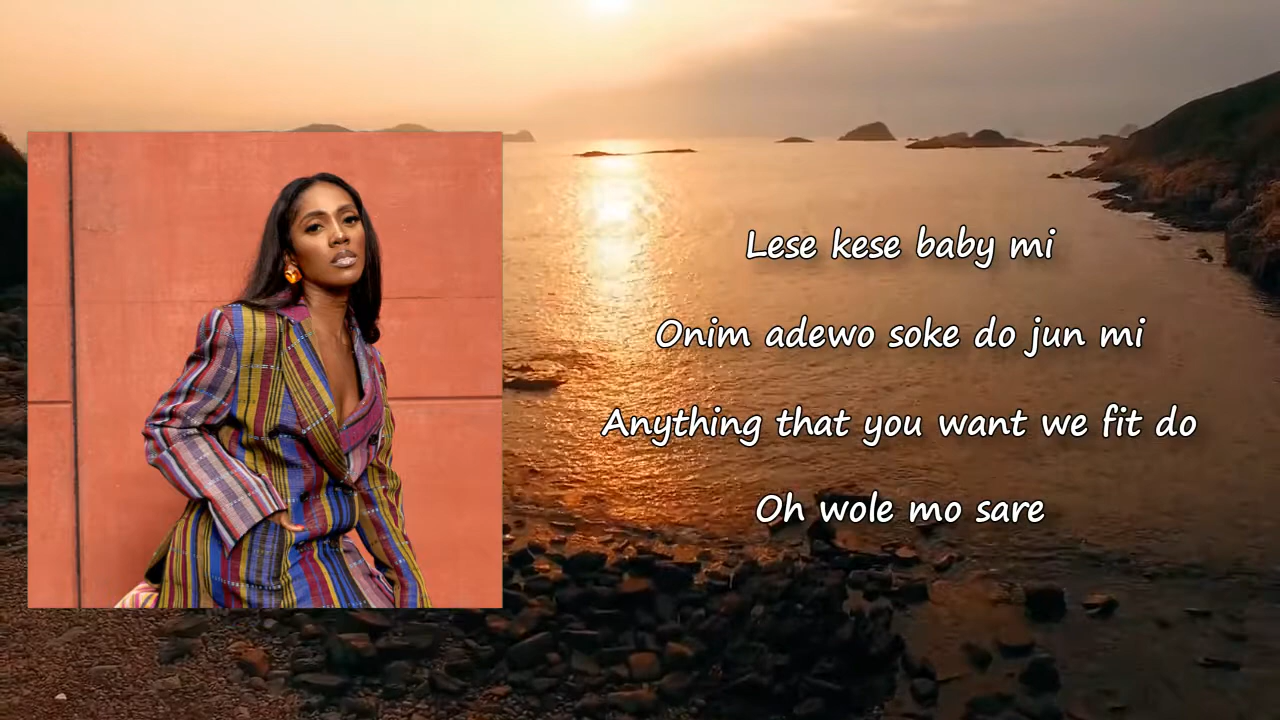 Lese kese baby mi
Onim adewo soke do jun mi
Anything that you want we fit do
Oh wole mo sare